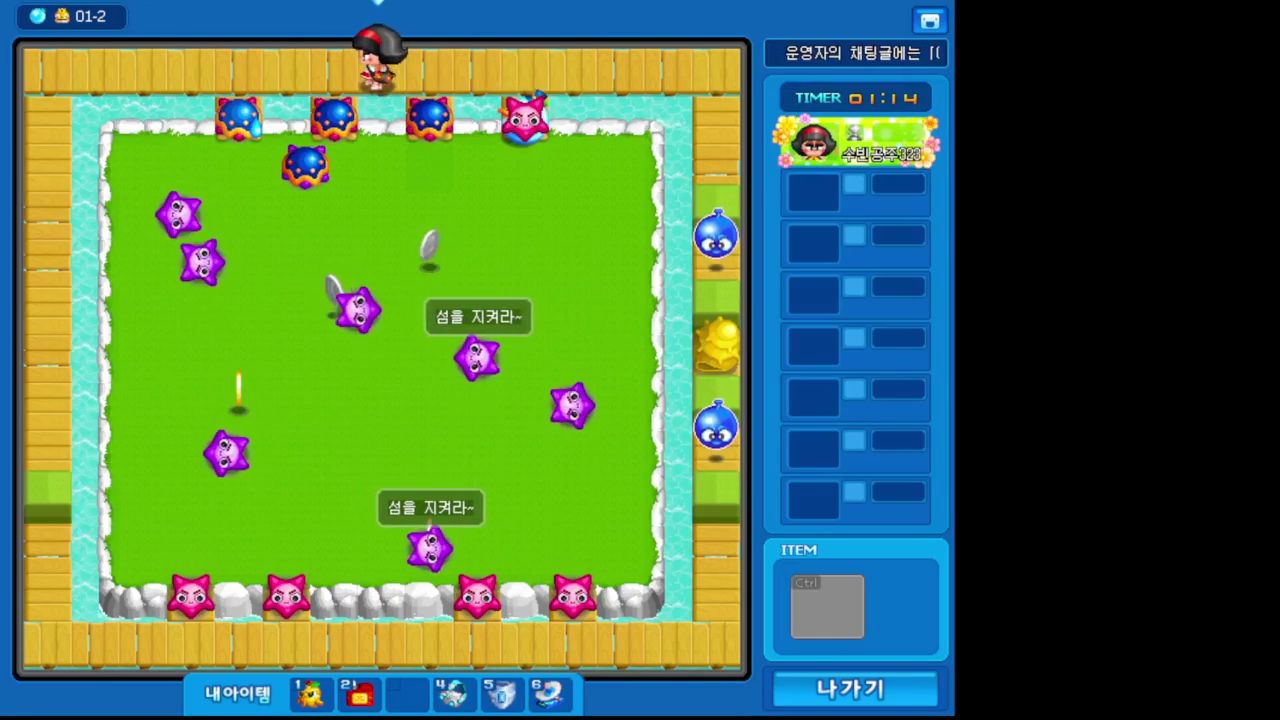 01-2
운영자의 채팅글에는 [(
TIMER 01:14
수빈공주323
섬을 지켜라~
섬을 지켜라~
ITEM
Ctrl
내아이템
1
2
4
5
6
나가기